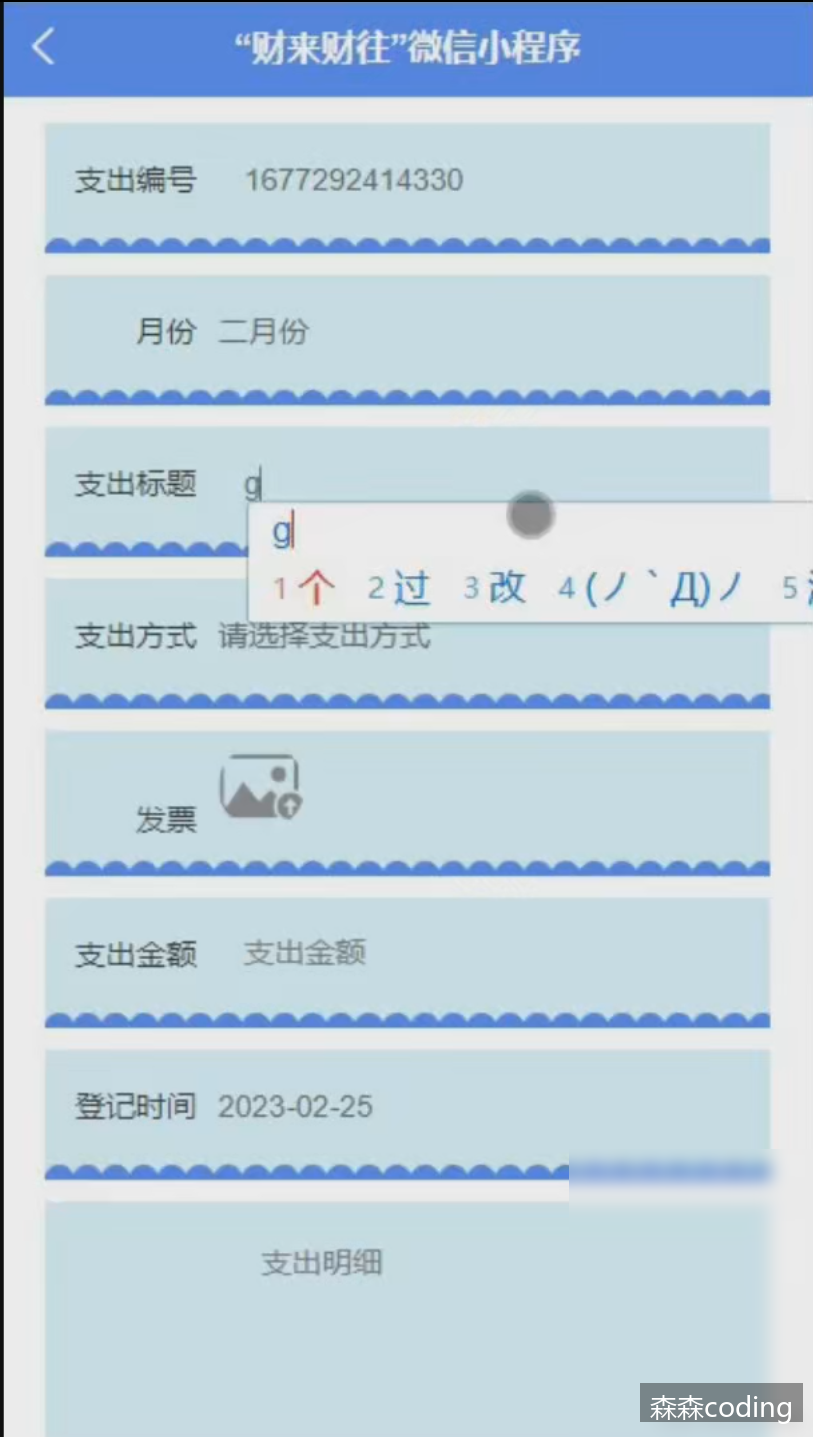 “财来财往”微信小程序
支出编号 1677292414330
月份 二月份
支出标题 g
g
1 个 2 过 3 改 4 (ノ｀Д)ノ 5
支出方式 请选择支出方式
发票
支出金额 支出金额
登记时间 2023-02-25
支出明细
森森coding